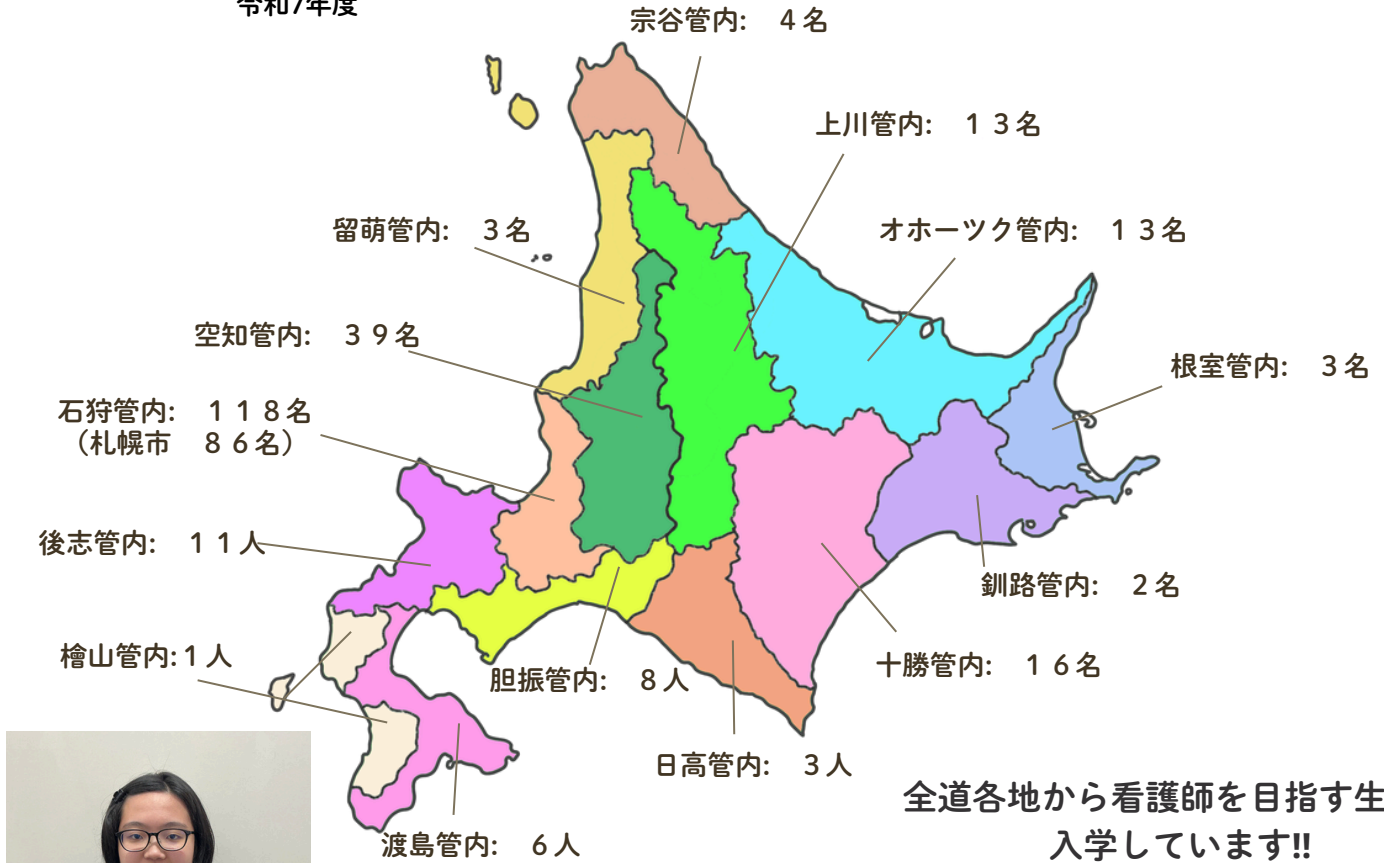 令和7年度
宗谷管内:　４名
上川管内:　１３名
留萌管内:　３名
オホーツク管内:　１３名
空知管内:　３９名
根室管内:　３名
石狩管内:　１１８名
（札幌市　８６名）
後志管内:　１１人
釧路管内:　２名
檜山管内:１人
胆振管内:　８人
十勝管内:　１６名
日高管内:　３人
全道各地から看護師を目指す生
入学しています!!
渡島管内:　６人